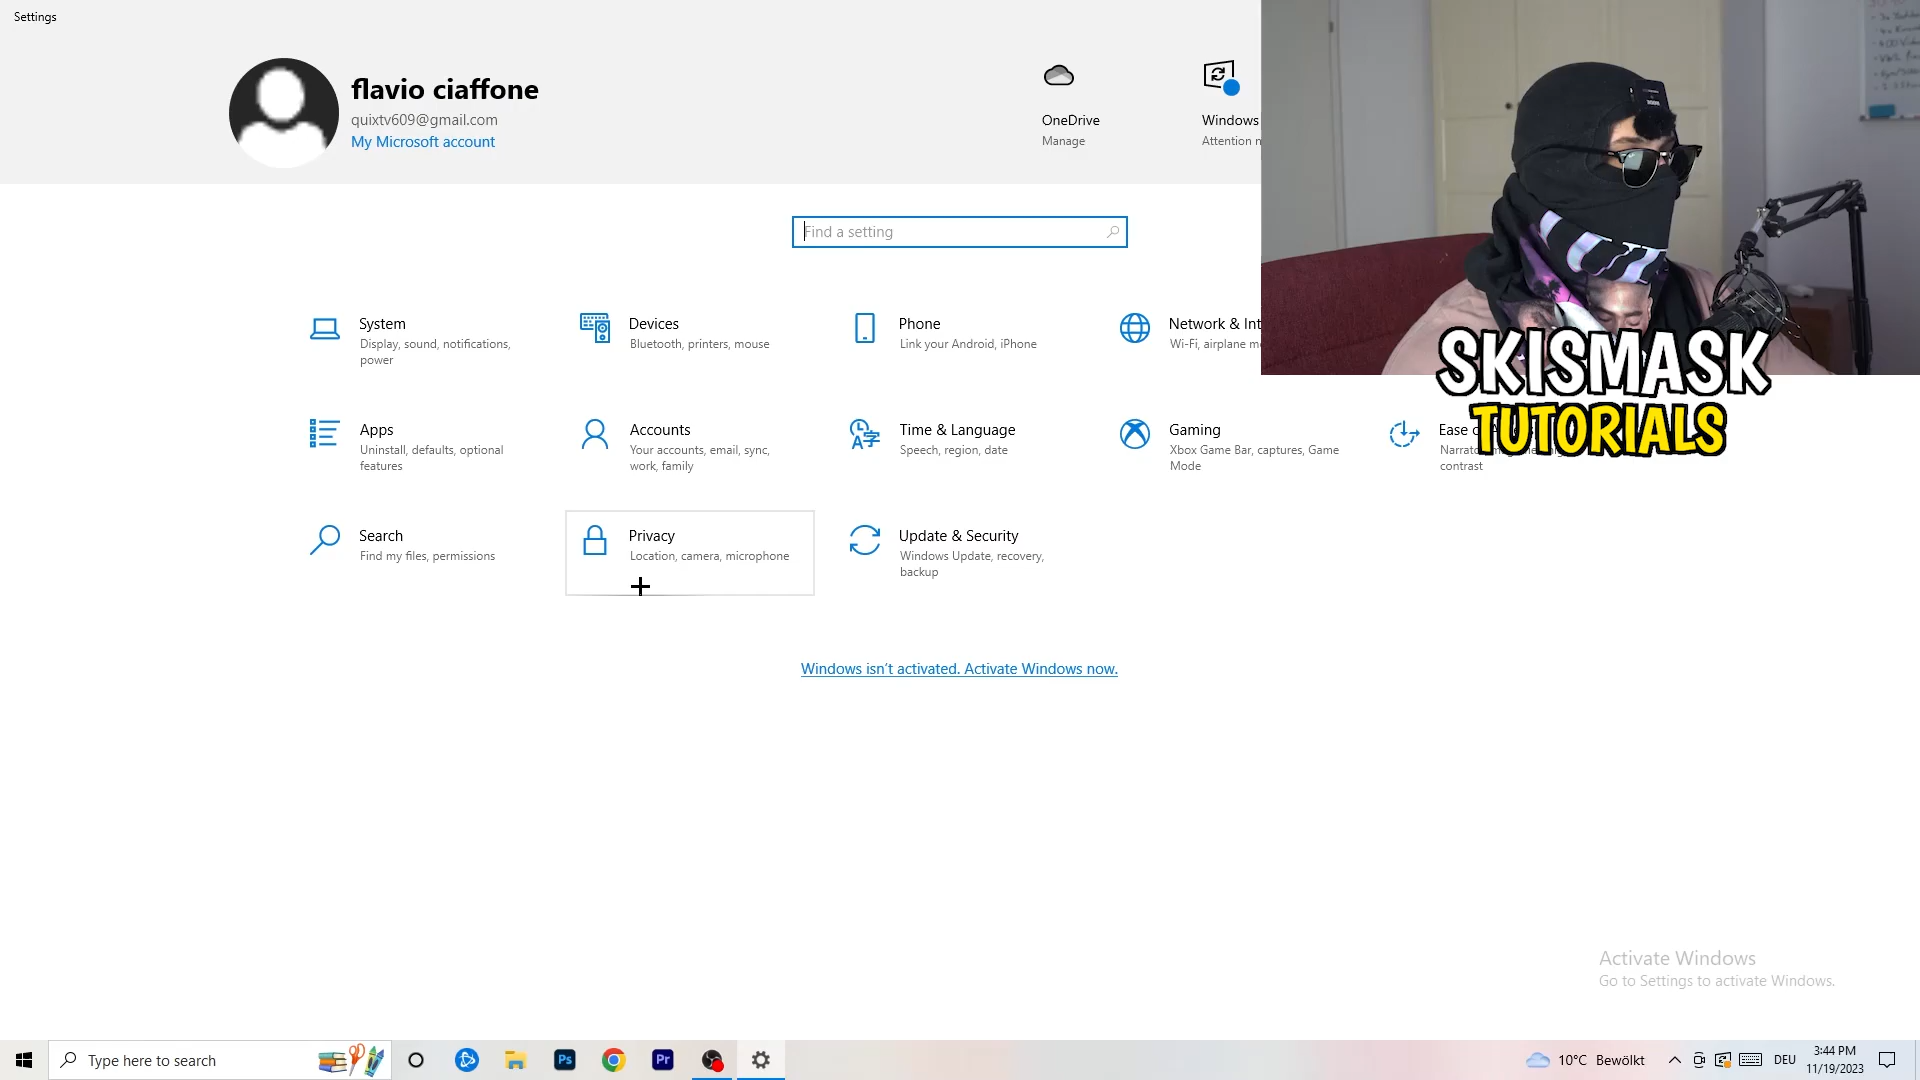 Settings
flavio ciaffone
quixtv609@gmail.com
My Microsoft account
OneDrive
Manage
Windows
Attention
Find a setting
System
Display, sound, notifications,
power
Devices
Bluetooth, printers, mouse
Phone
Link your Android, iPhone
Network &
Wi-Fi, airplane
Apps
Uninstall, defaults, optional
features
Accounts
Your accounts, email, sync,
work, family
Time & Language
Speech, region, date
Gaming
Xbox Game Bar, captures, Game
Mode
Ease
contrast
SKISMASK
TUTORIALS
Search
Find my files, permissions
Privacy
Location, camera, microphone
Update & Security
Windows Update, recovery,
backup
Windows isn't activated. Activate Windows now.
Activate Windows
Go to Settings to activate Windows.
Type here to search
Ps
Pr
10°C Bewölkt
DEU
3:44 PM
11/19/2023